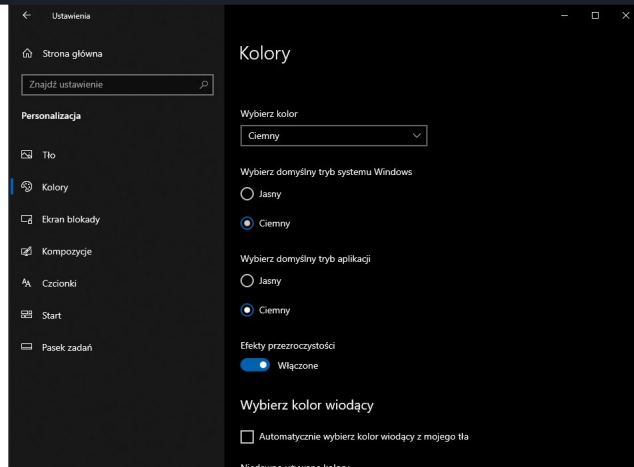 Ustawienia
Strona główna
Znajdź ustawienie
Personalizacja
Tło
Kolory
Ekran blokady
Kompozycje
Czcionki
Start
Pasek zadań
Kolory
Wybierz kolor
Ciemny
Wybierz domyślny tryb systemu Windows
Jasny
Ciemny
Wybierz domyślny tryb aplikacji
Jasny
Ciemny
Efekty przezroczystości
Włączone
Wybierz kolor wiodący
Automatycznie wybierz kolor wiodący z mojego tła